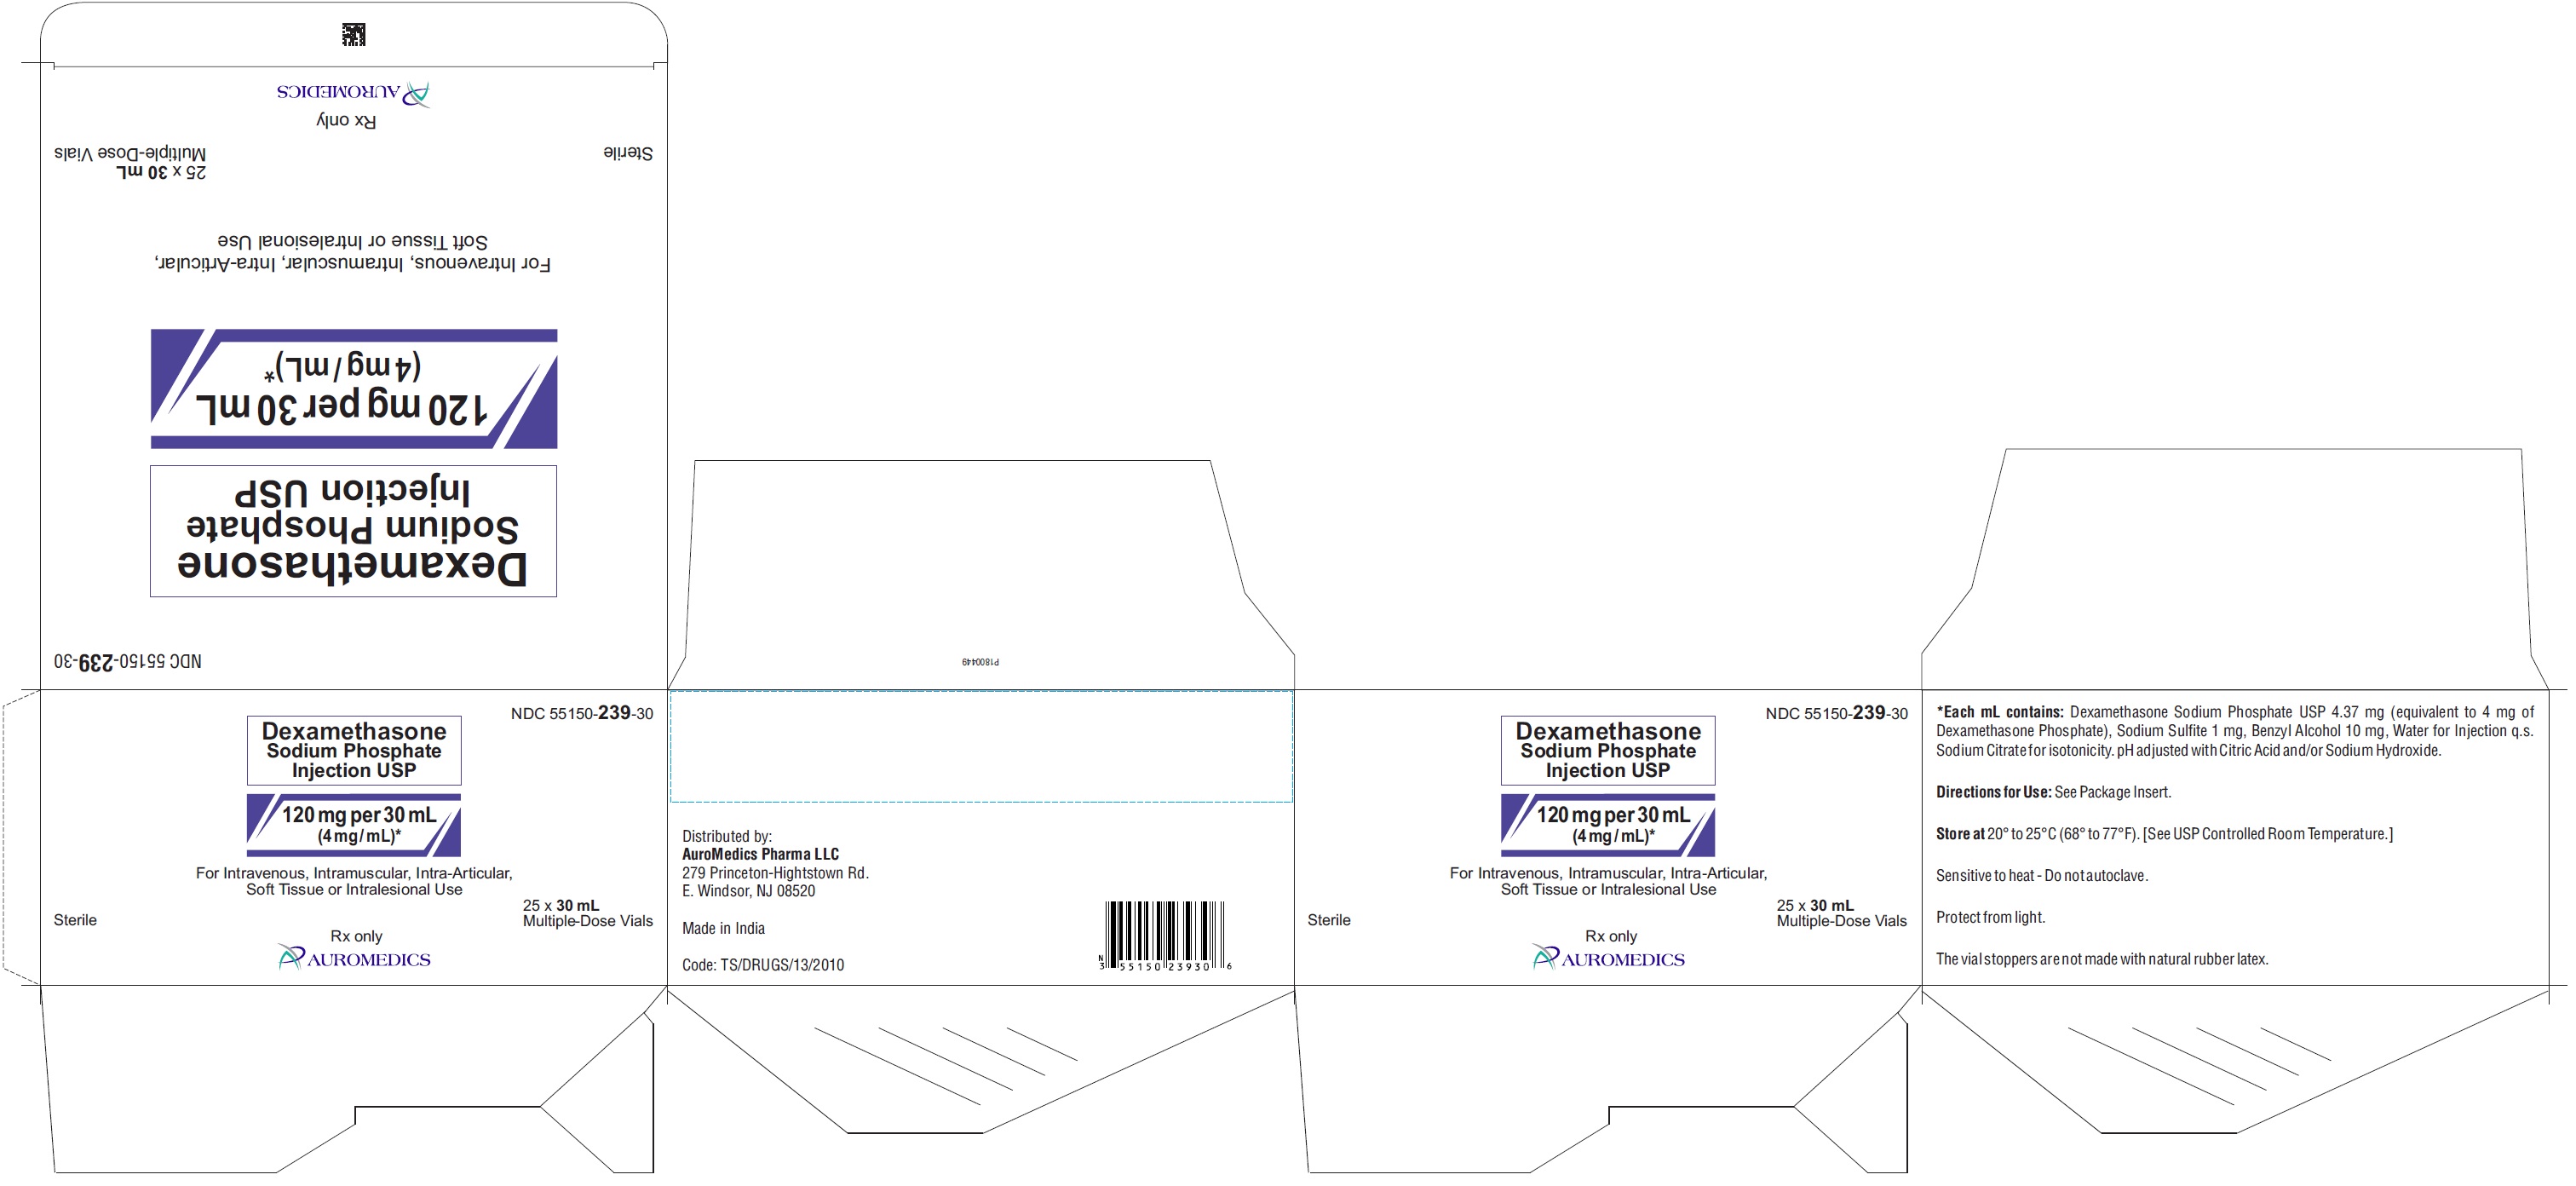 AUROMEDICS
Rx only
Sterile
25 x 30 mL
Multiple-Dose Vials
For Intravenous, Intramuscular, Intra-Articular,
Soft Tissue or Intralesional Use
120 mg per 30 mL
(4 mg / mL)*
Dexamethasone
Sodium Phosphate
Injection USP
NDC 55150-239-30
P1800449
NDC 55150-239-30
Dexamethasone
Sodium Phosphate
Injection USP
120 mg per 30 mL
(4 mg / mL)*
For Intravenous, Intramuscular, Intra-Articular,
Soft Tissue or Intralesional Use
Sterile
25 x 30 mL
Multiple-Dose Vials
Rx only
AUROMEDICS
Distributed by:
AuroMedics Pharma LLC
279 Princeton-Hightstown Rd.
E. Windsor, NJ 08520
Made in India
Code: TS/DRUGS/13/2010
N
3 55150 23930 6
NDC 55150-239-30
Dexamethasone
Sodium Phosphate
Injection USP
120 mg per 30 mL
(4 mg / mL)*
For Intravenous, Intramuscular, Intra-Articular,
Soft Tissue or Intralesional Use
Sterile
25 x 30 mL
Multiple-Dose Vials
Rx only
AUROMEDICS
*Each mL contains: Dexamethasone Sodium Phosphate USP 4.37 mg (equivalent to 4 mg of
Dexamethasone Phosphate), Sodium Sulfite 1 mg, Benzyl Alcohol 10 mg, Water for Injection q.s.
Sodium Citrate for isotonicity. pH adjusted with Citric Acid and/or Sodium Hydroxide.
Directions for Use: See Package Insert.
Store at 20° to 25°C (68° to 77°F). [See USP Controlled Room Temperature.]
Sensitive to heat - Do not autoclave.
Protect from light.
The vial stoppers are not made with natural rubber latex.